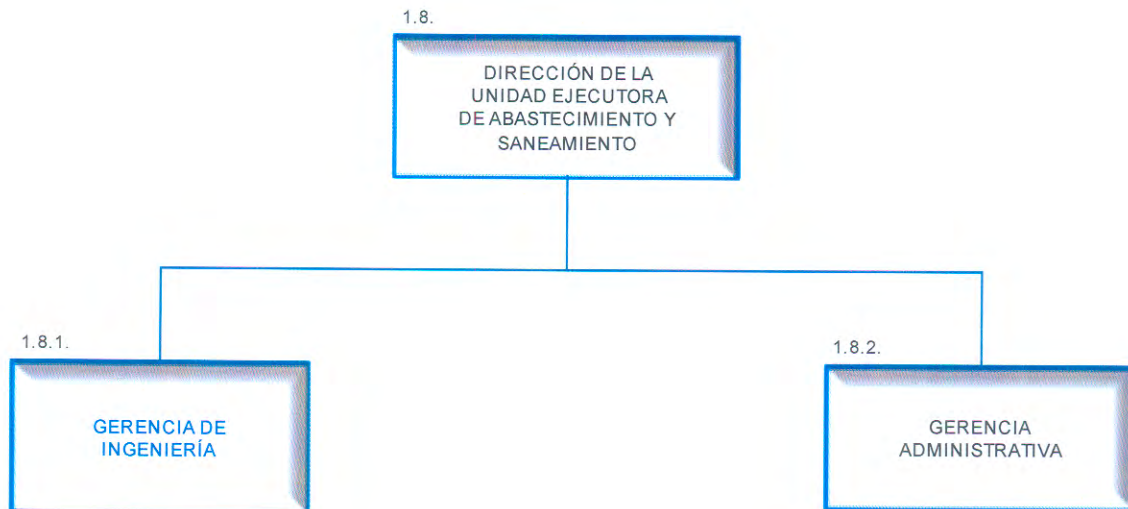 1.8.
DIRECCIÓN DE LA
UNIDAD EJECUTORA
DE ABASTECIMIENTO Y
SANEAMIENTO
1.8.1.
GERENCIA DE
INGENIERÍA
1.8.2.
GERENCIA
ADMINISTRATIVA